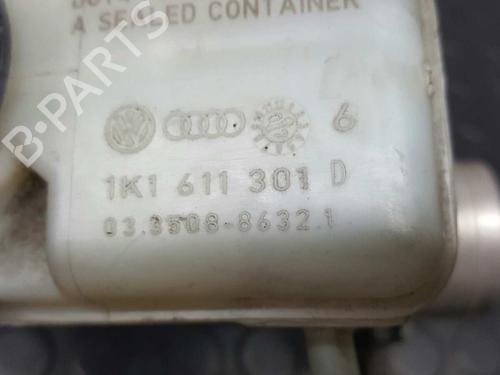 A SEALED CONTAINER
6
1K1 611 301 D
03.3508-8632.1
B-PARTS